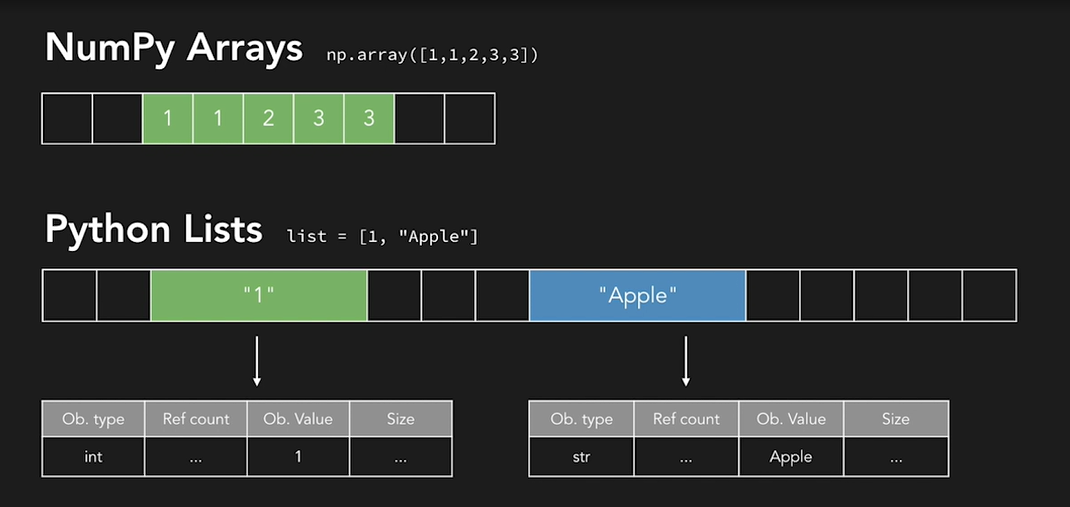 NumPy Arrays np.array([1,1,2,3,3])
1 1 2 3 3
Python Lists list = [1, "Apple"]
"1" "Apple"
Ob. type Ref count Ob. Value Size Ob. type Ref count Ob. Value Size
int ... 1 ... str ... Apple ...